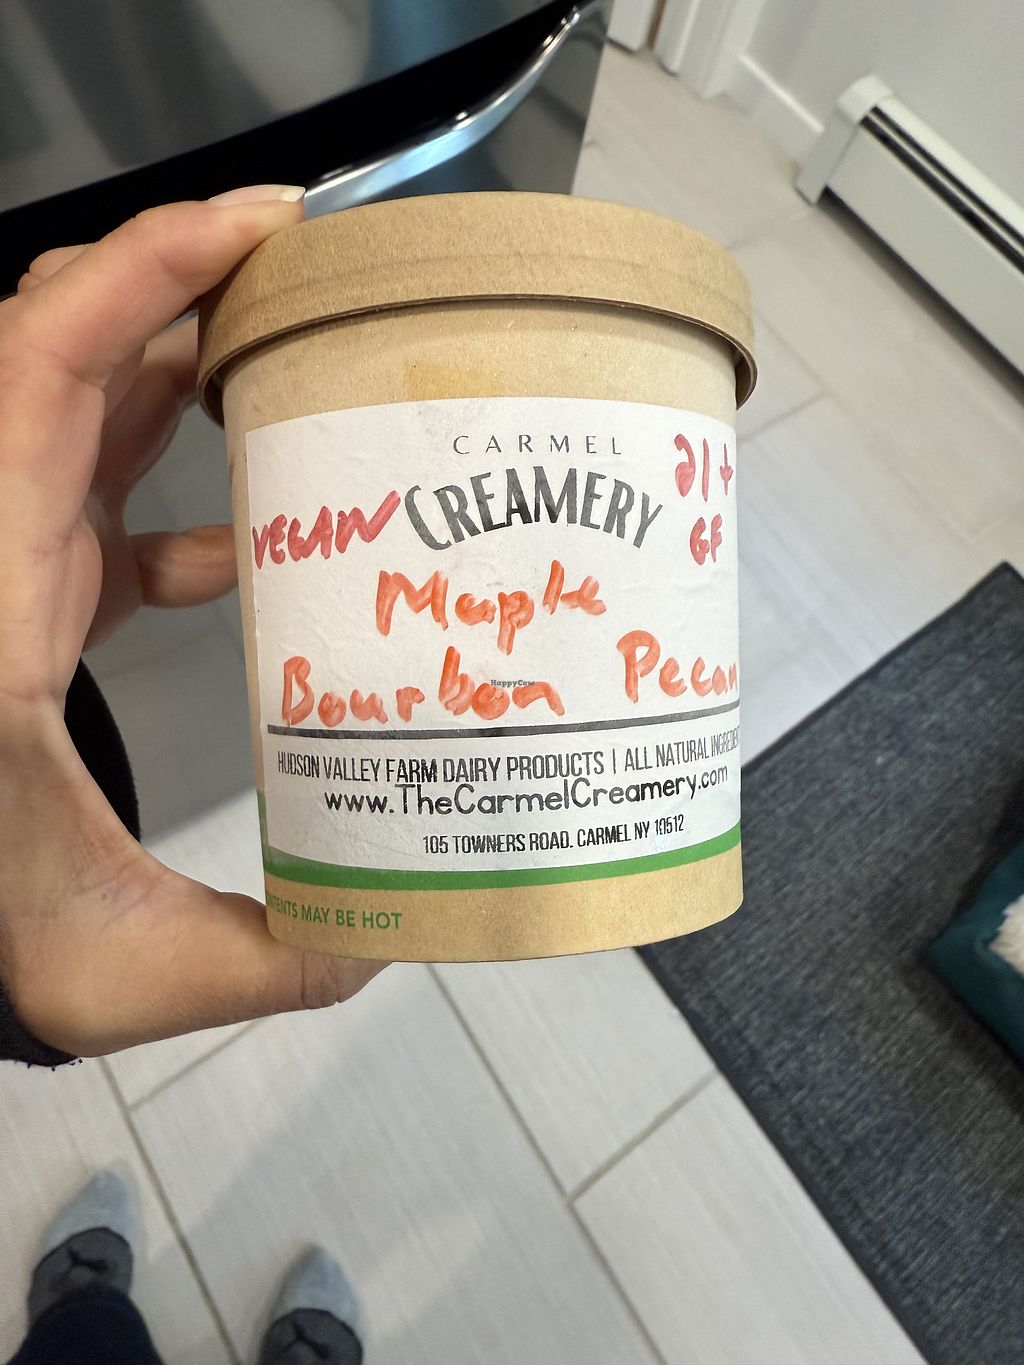 CARMEL
CREAMERY
VEGAN
21+
GF
Maple
Bourbon Pecan
HappyCow
HUDSON VALLEY FARM DAIRY PRODUCTS | ALL NATURAL
www.TheCarmelCreamery.com
105 TOWNERS ROAD. CARMEL NY 10512
MAY BE HOT